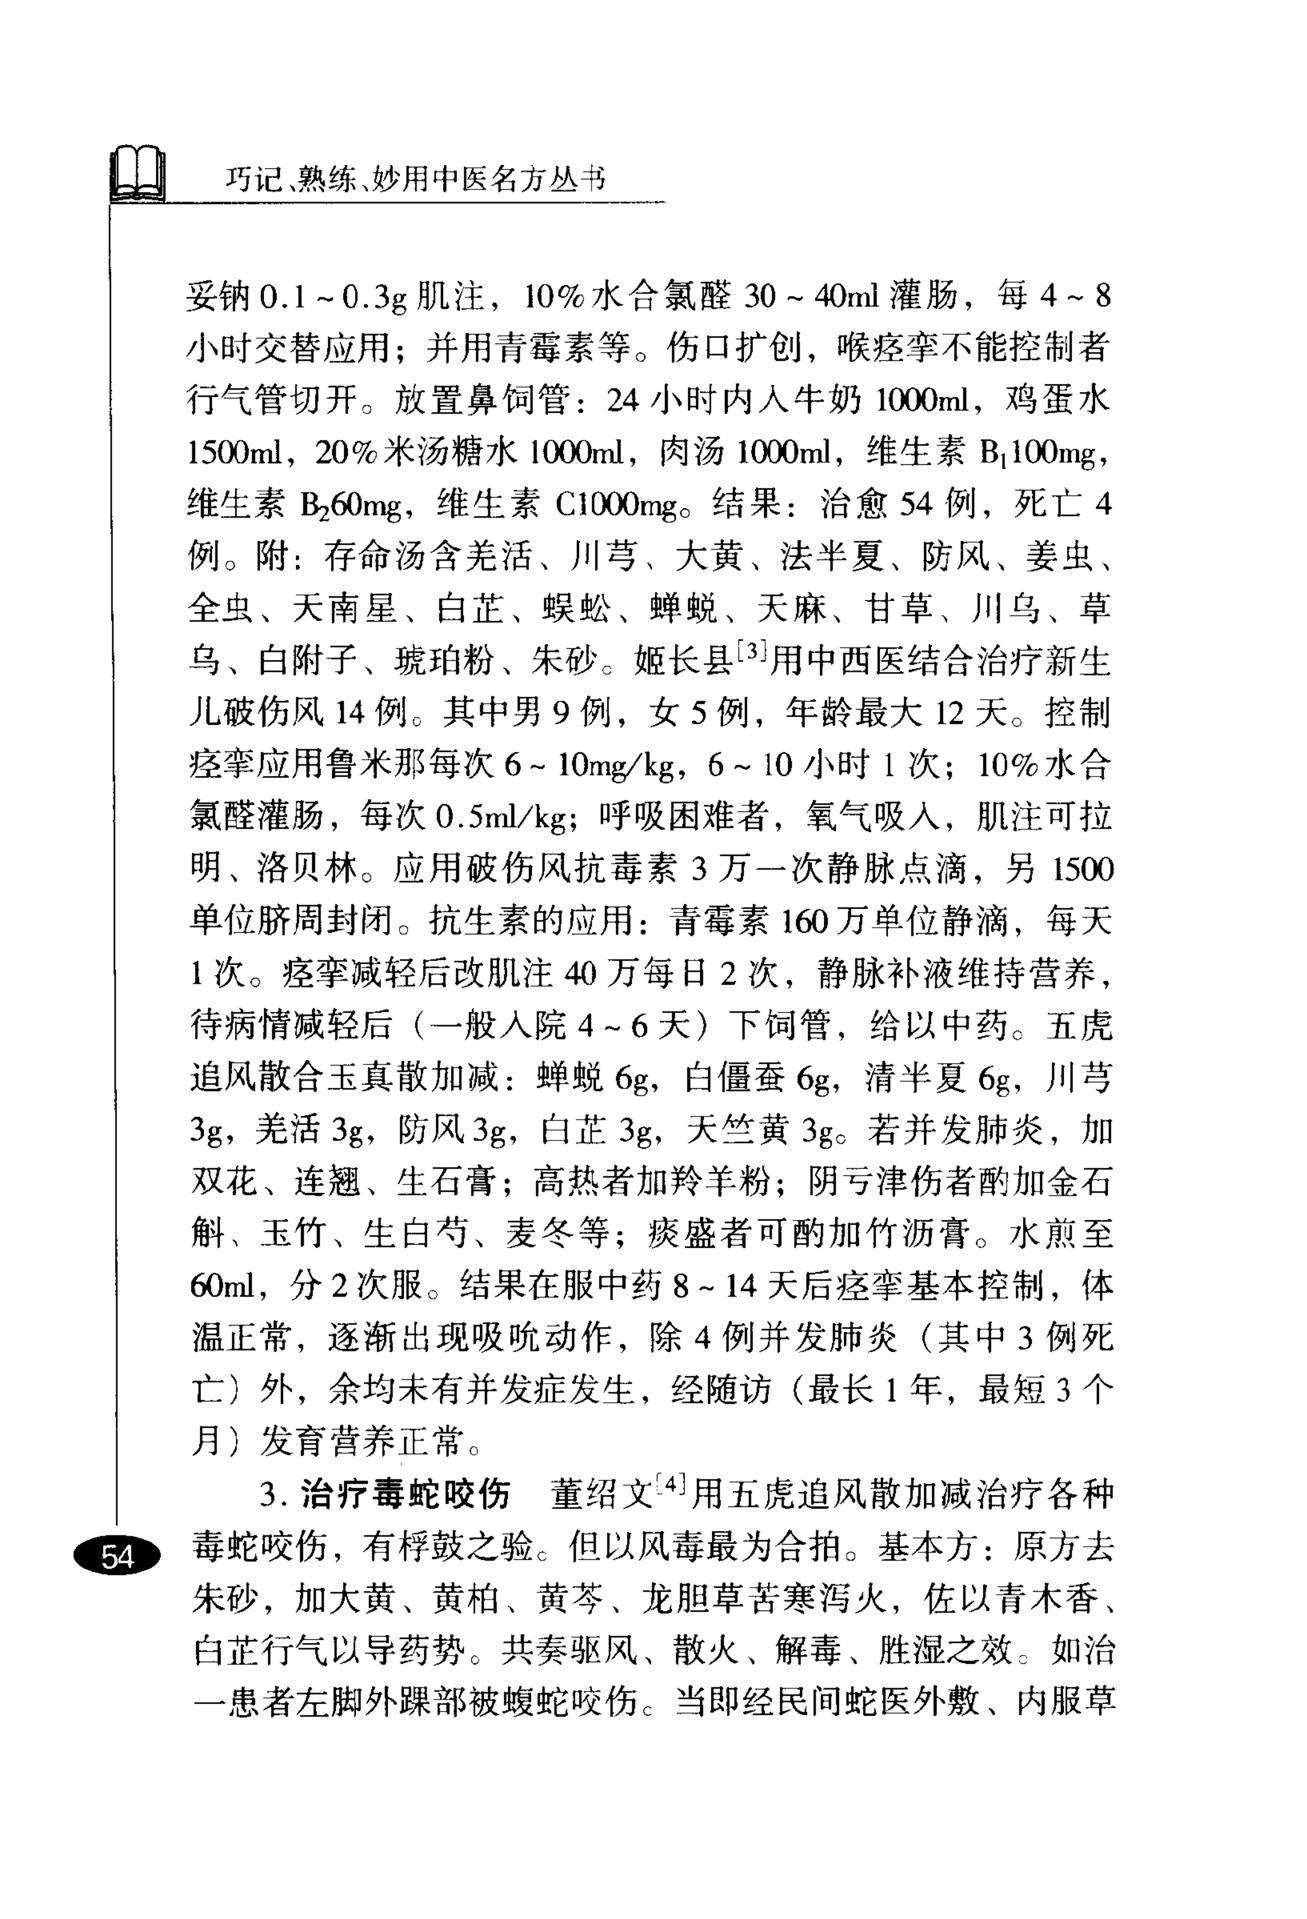 巧记、熟练、妙用中医名方丛书
妥钠 0.1～0.3g 肌注，10%水合氯醛 30～40ml 灌肠，每 4～8
小时交替应用；并用青霉素等。伤口扩创，喉痉挛不能控制者
行气管切开。放置鼻饲管：24 小时内入牛奶 1000ml，鸡蛋水
1500ml，20%米汤糖水 1000ml，肉汤 1000ml，维生素 B₁100mg，
维生素 B₂60mg，维生素 C1000mg。结果：治愈 54 例，死亡 4
例。附：存命汤含羌活、川芎、大黄、法半夏、防风、姜虫、
全虫、天南星、白芷、蜈蚣、蝉蜕、天麻、甘草、川乌、草
乌、白附子、琥珀粉、朱砂。姬长县[3]用中西医结合治疗新生
儿破伤风 14 例。其中男 9 例，女 5 例，年龄最大 12 天。控制
痉挛应用鲁米那每次 6～10mg/kg，6～10 小时 1 次；10%水合
氯醛灌肠，每次 0.5ml/kg；呼吸困难者，氧气吸入，肌注可拉
明、洛贝林。应用破伤风抗毒素 3 万一次静脉点滴，另 1500
单位脐周封闭。抗生素的应用：青霉素 160 万单位静滴，每天
1 次。痉挛减轻后改肌注 40 万每日 2 次，静脉补液维持营养，
待病情减轻后（一般入院 4～6 天）下饲管，给以中药。五虎
追风散合玉真散加减：蝉蜕 6g，白僵蚕 6g，清半夏 6g，川芎
3g，羌活 3g，防风 3g，白芷 3g，天竺黄 3g。若并发肺炎，加
双花、连翘、生石膏；高热者加羚羊粉；阴亏津伤者酌加金石
斛、玉竹、生白芍、麦冬等；痰盛者可酌加竹沥膏。水煎至
60ml，分 2 次服。结果在服中药 8～14 天后痉挛基本控制，体
温正常，逐渐出现吸吮动作，除 4 例并发肺炎（其中 3 例死
亡）外，余均未有并发症发生，经随访（最长 1 年，最短 3 个
月）发育营养正常。
3. 治疗毒蛇咬伤　董绍文[4]用五虎追风散加减治疗各种
毒蛇咬伤，有桴鼓之验。但以风毒最为合拍。基本方：原方去
朱砂，加大黄、黄柏、黄芩、龙胆草苦寒泻火，佐以青木香、
白芷行气以导药势。共奏驱风、散火、解毒、胜湿之效。如治
一患者左脚外踝部被蝮蛇咬伤。当即经民间蛇医外敷、内服草
54